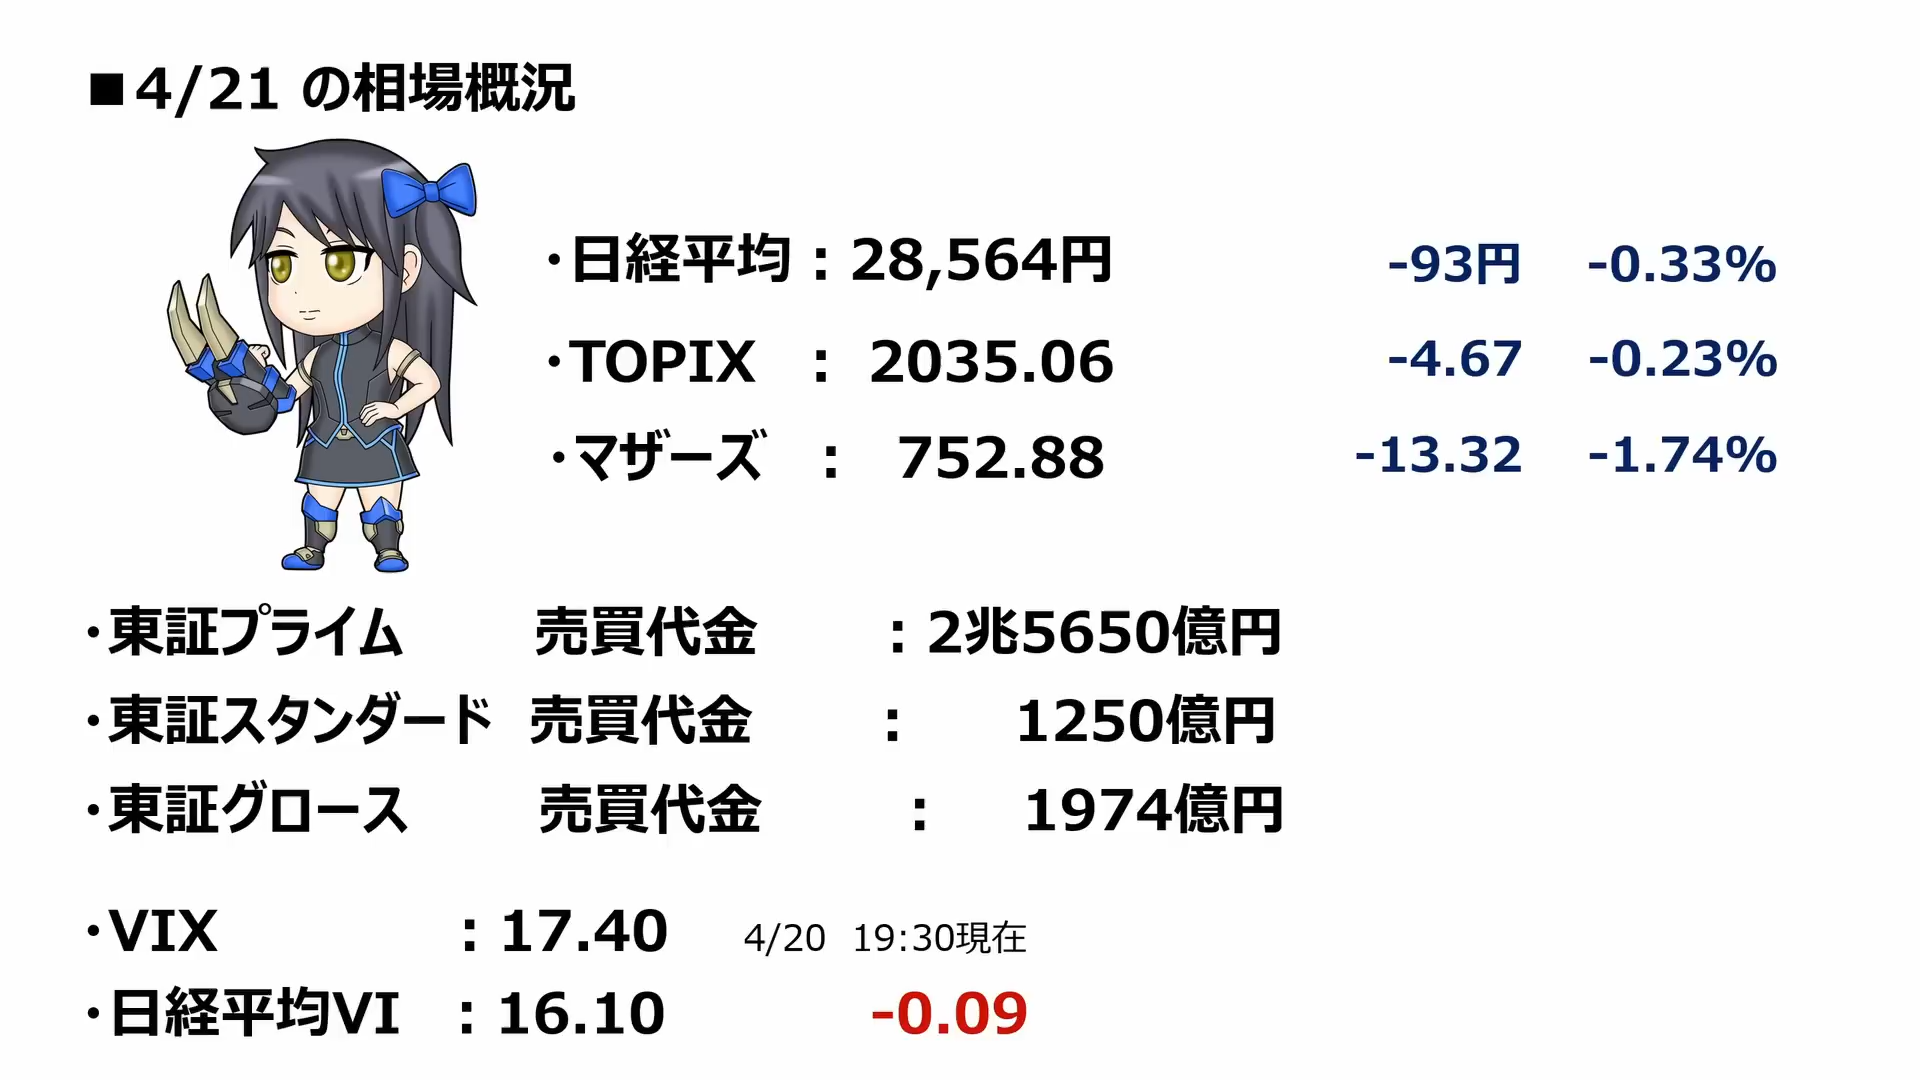 ■4/21 の相場概況
・日経平均：28,564円 -93円 -0.33%
・TOPIX ： 2035.06 -4.67 -0.23%
・マザーズ ： 752.88 -13.32 -1.74%
・東証プライム 売買代金 ：2兆5650億円
・東証スタンダード 売買代金 ： 1250億円
・東証グロース 売買代金 ： 1974億円
・VIX ：17.40 4/20 19:30現在
・日経平均VI ：16.10 -0.09